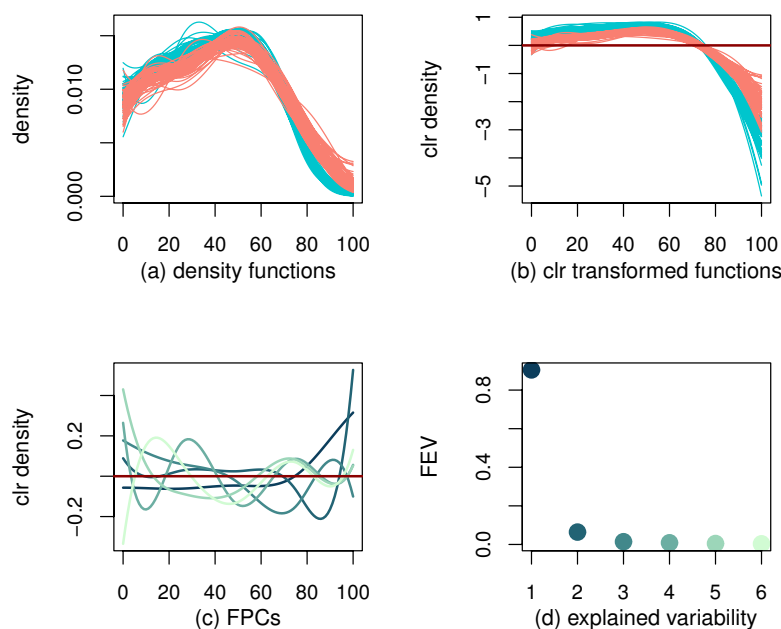 density
0.000
0.010
0 20 40 60 80 100
(a) density functions
clr density
1
-1
-3
-5
0 20 40 60 80 100
(b) clr transformed functions
clr density
0.2
-0.2
0 20 40 60 80 100
(c) FPCs
FEV
0.8
0.4
0.0
1 2 3 4 5 6
(d) explained variability